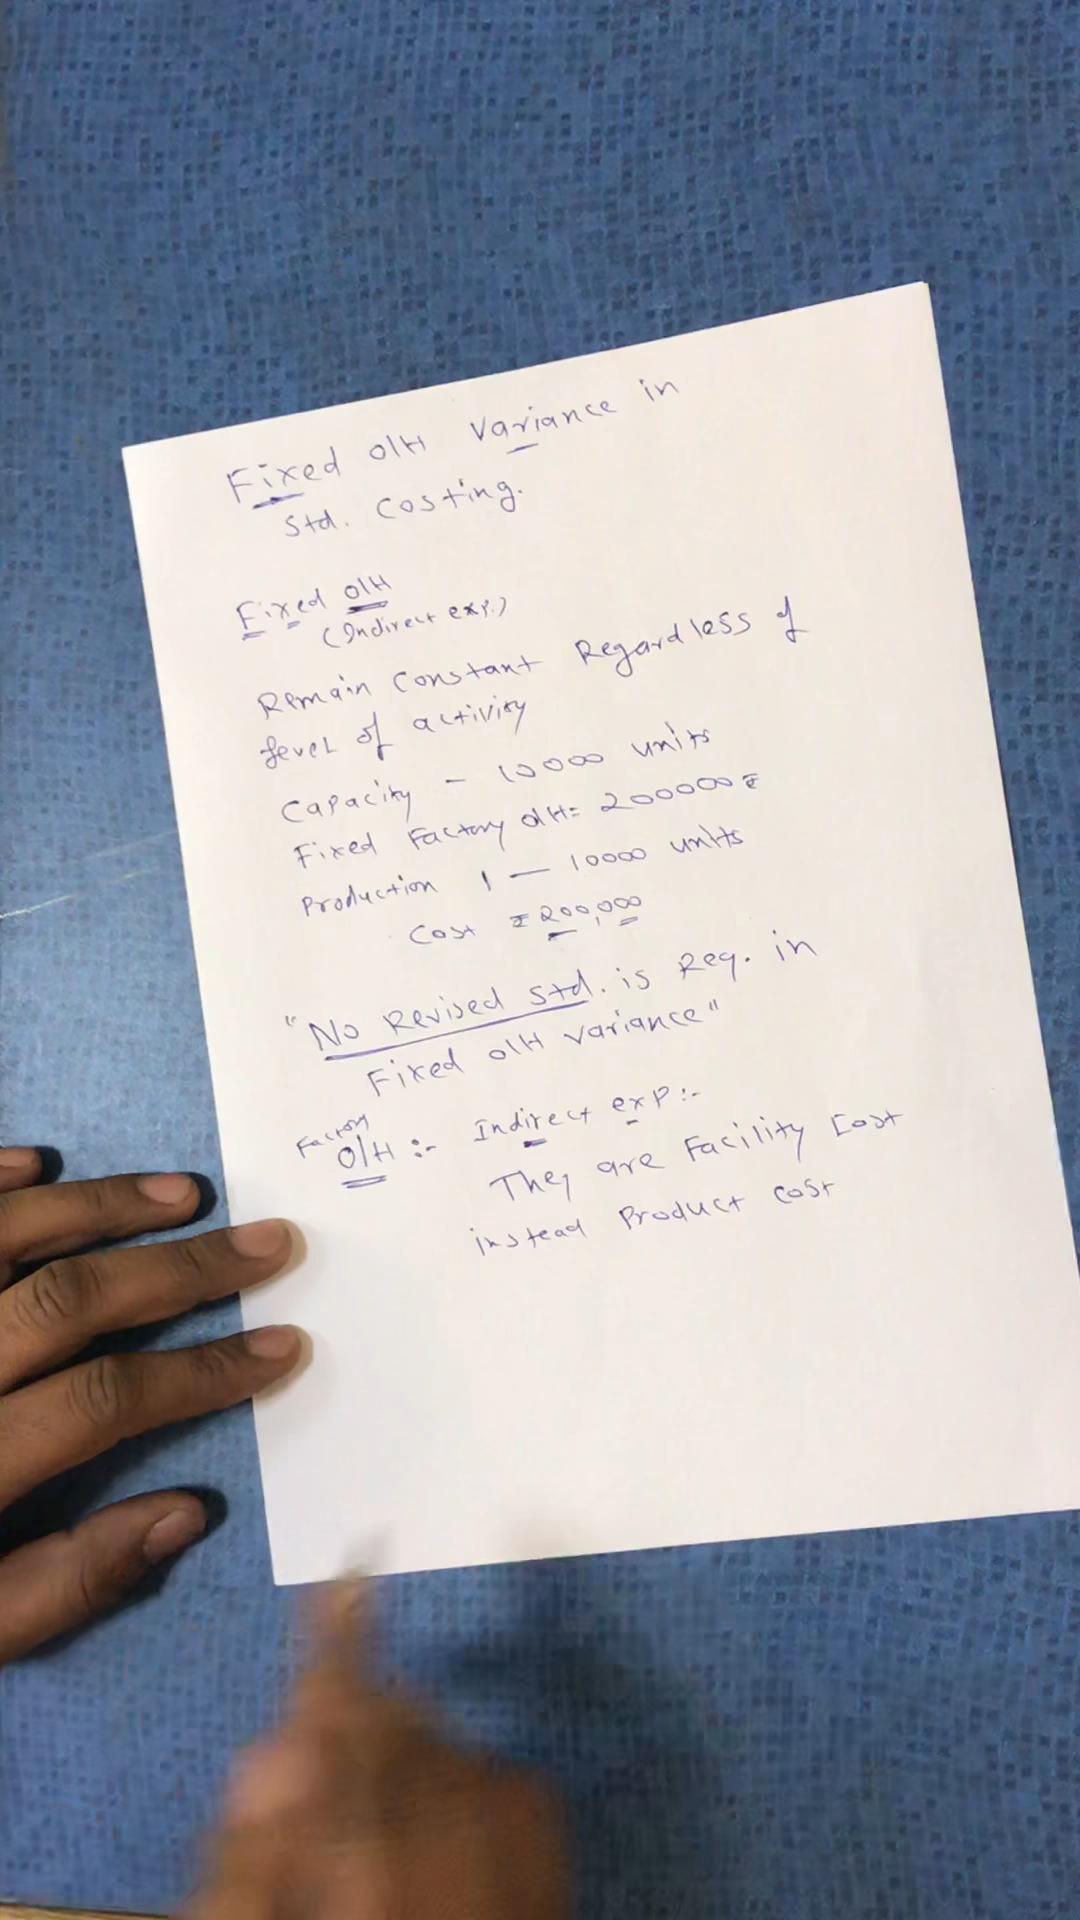 Fixed O/H Variance in
Std. Costing.
Fixed O/H
(Indirect exp.)
Remain Constant Regardless of
level of activity
Capacity - 10000 units
Fixed Factory O/H = 200000 ₹
Production 1 — 10000 units
Cost ₹ 200,000
"No Revised Std. is Req. in
Fixed O/H Variance"
Factory
O/H :- Indirect exp :-
They are Facility Cost
instead Product Cost